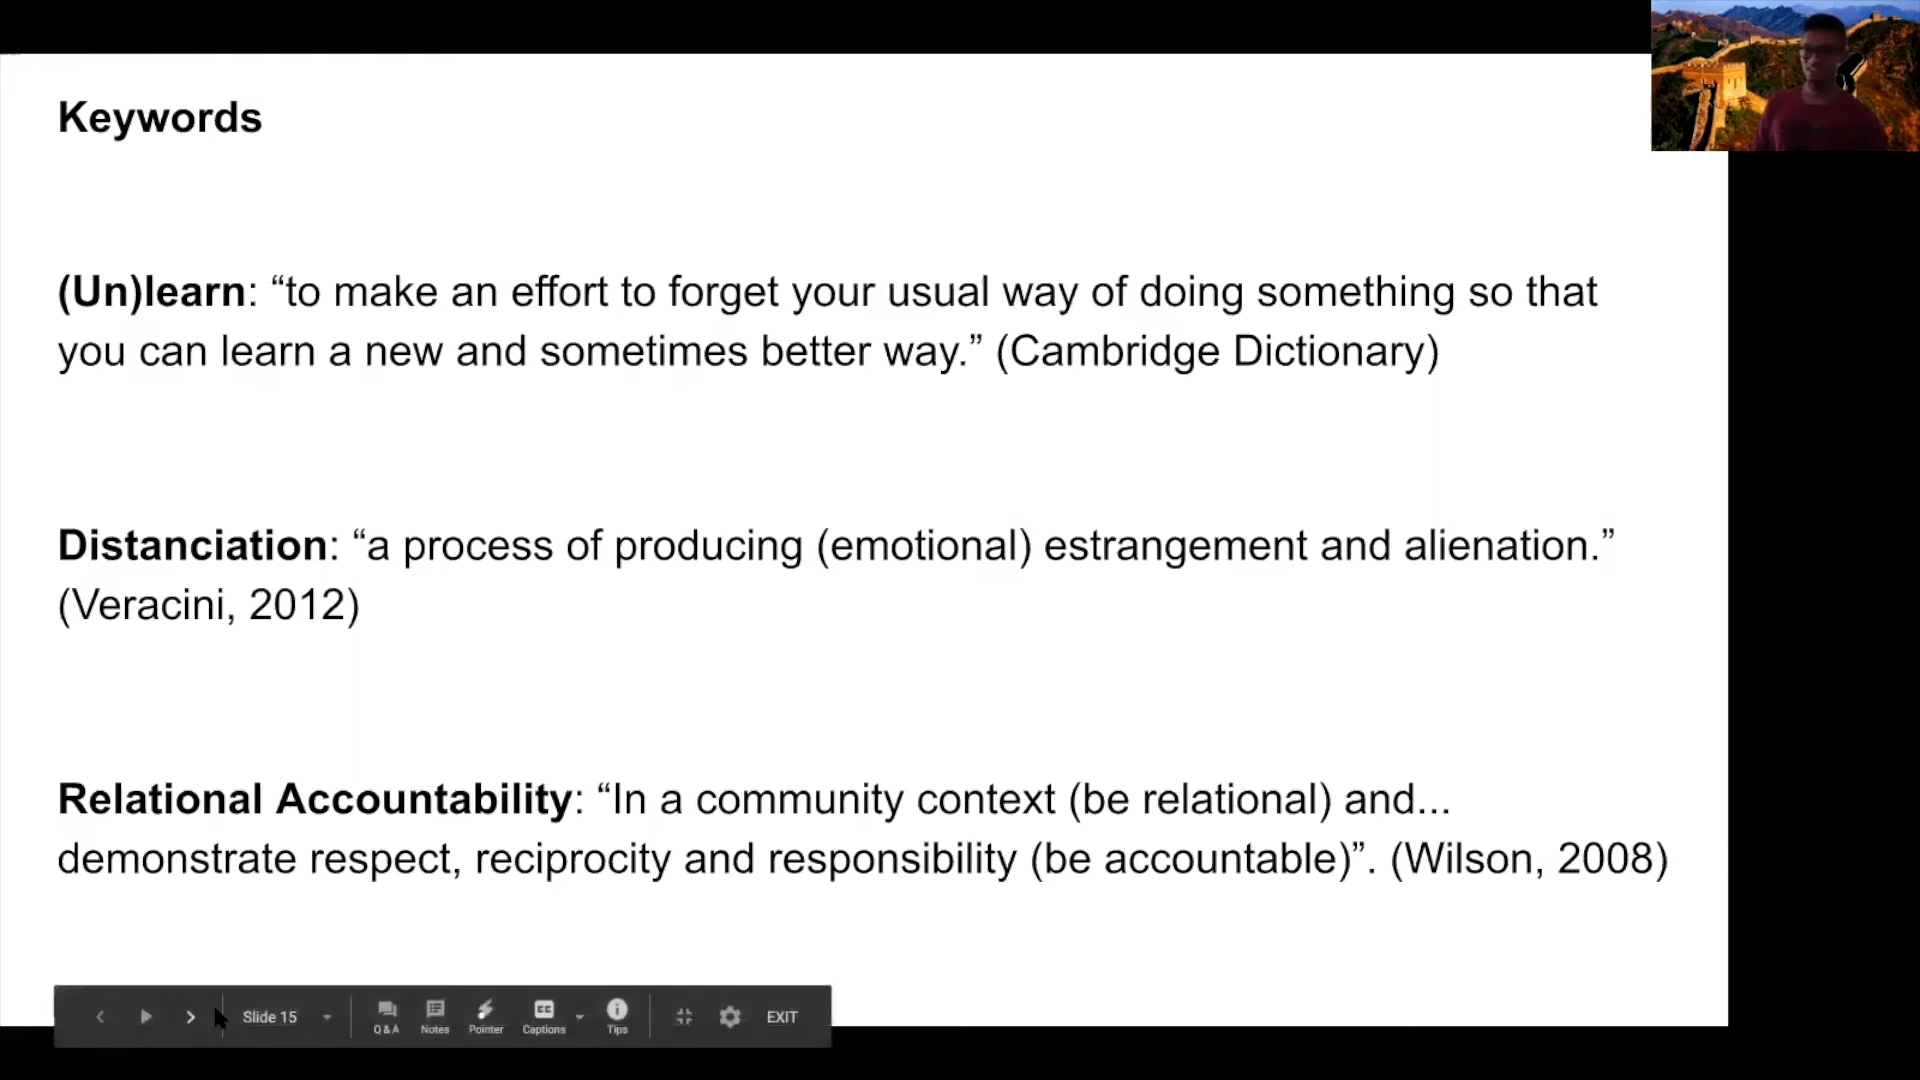 Keywords
(Un)learn: “to make an effort to forget your usual way of doing something so that
you can learn a new and sometimes better way.” (Cambridge Dictionary)
Distanciation: “a process of producing (emotional) estrangement and alienation.”
(Veracini, 2012)
Relational Accountability: “In a community context (be relational) and...
demonstrate respect, reciprocity and responsibility (be accountable)”. (Wilson, 2008)
Slide 15
Q & A
Notes
Pointer
CC
Captions
Tips
EXIT